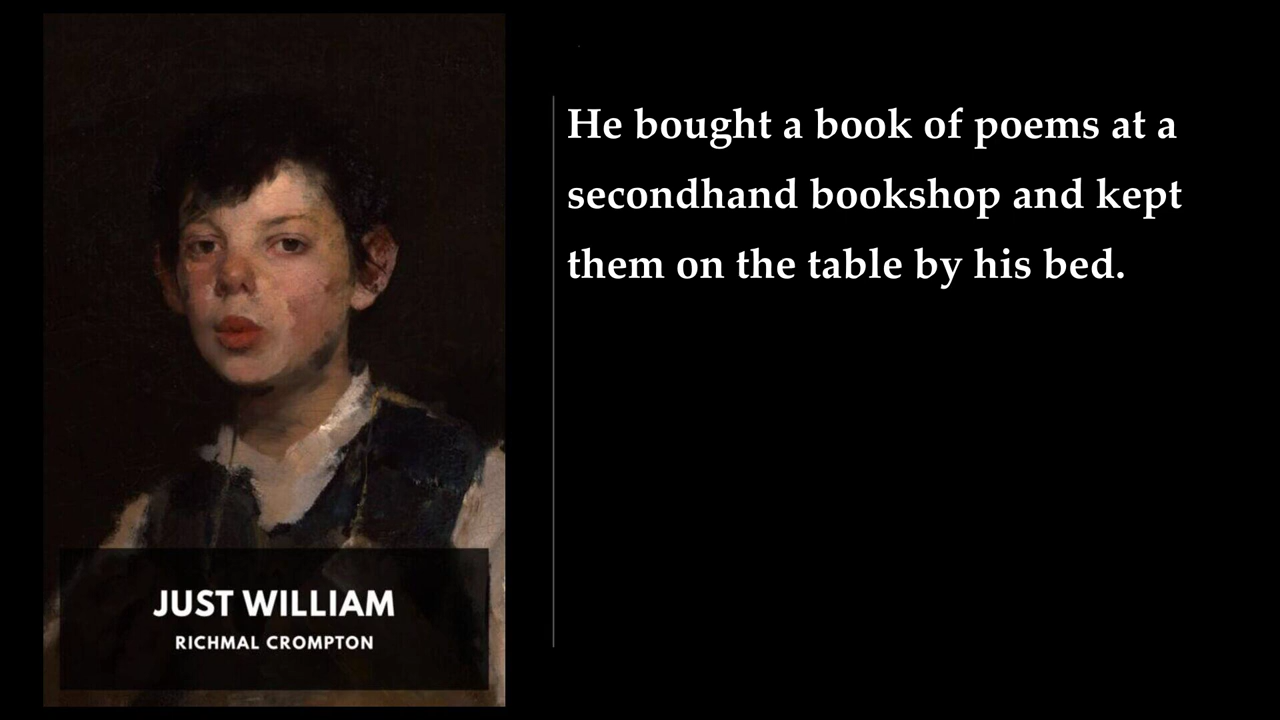 He bought a book of poems at a
secondhand bookshop and kept
them on the table by his bed.
JUST WILLIAM
RICHMAL CROMPTON